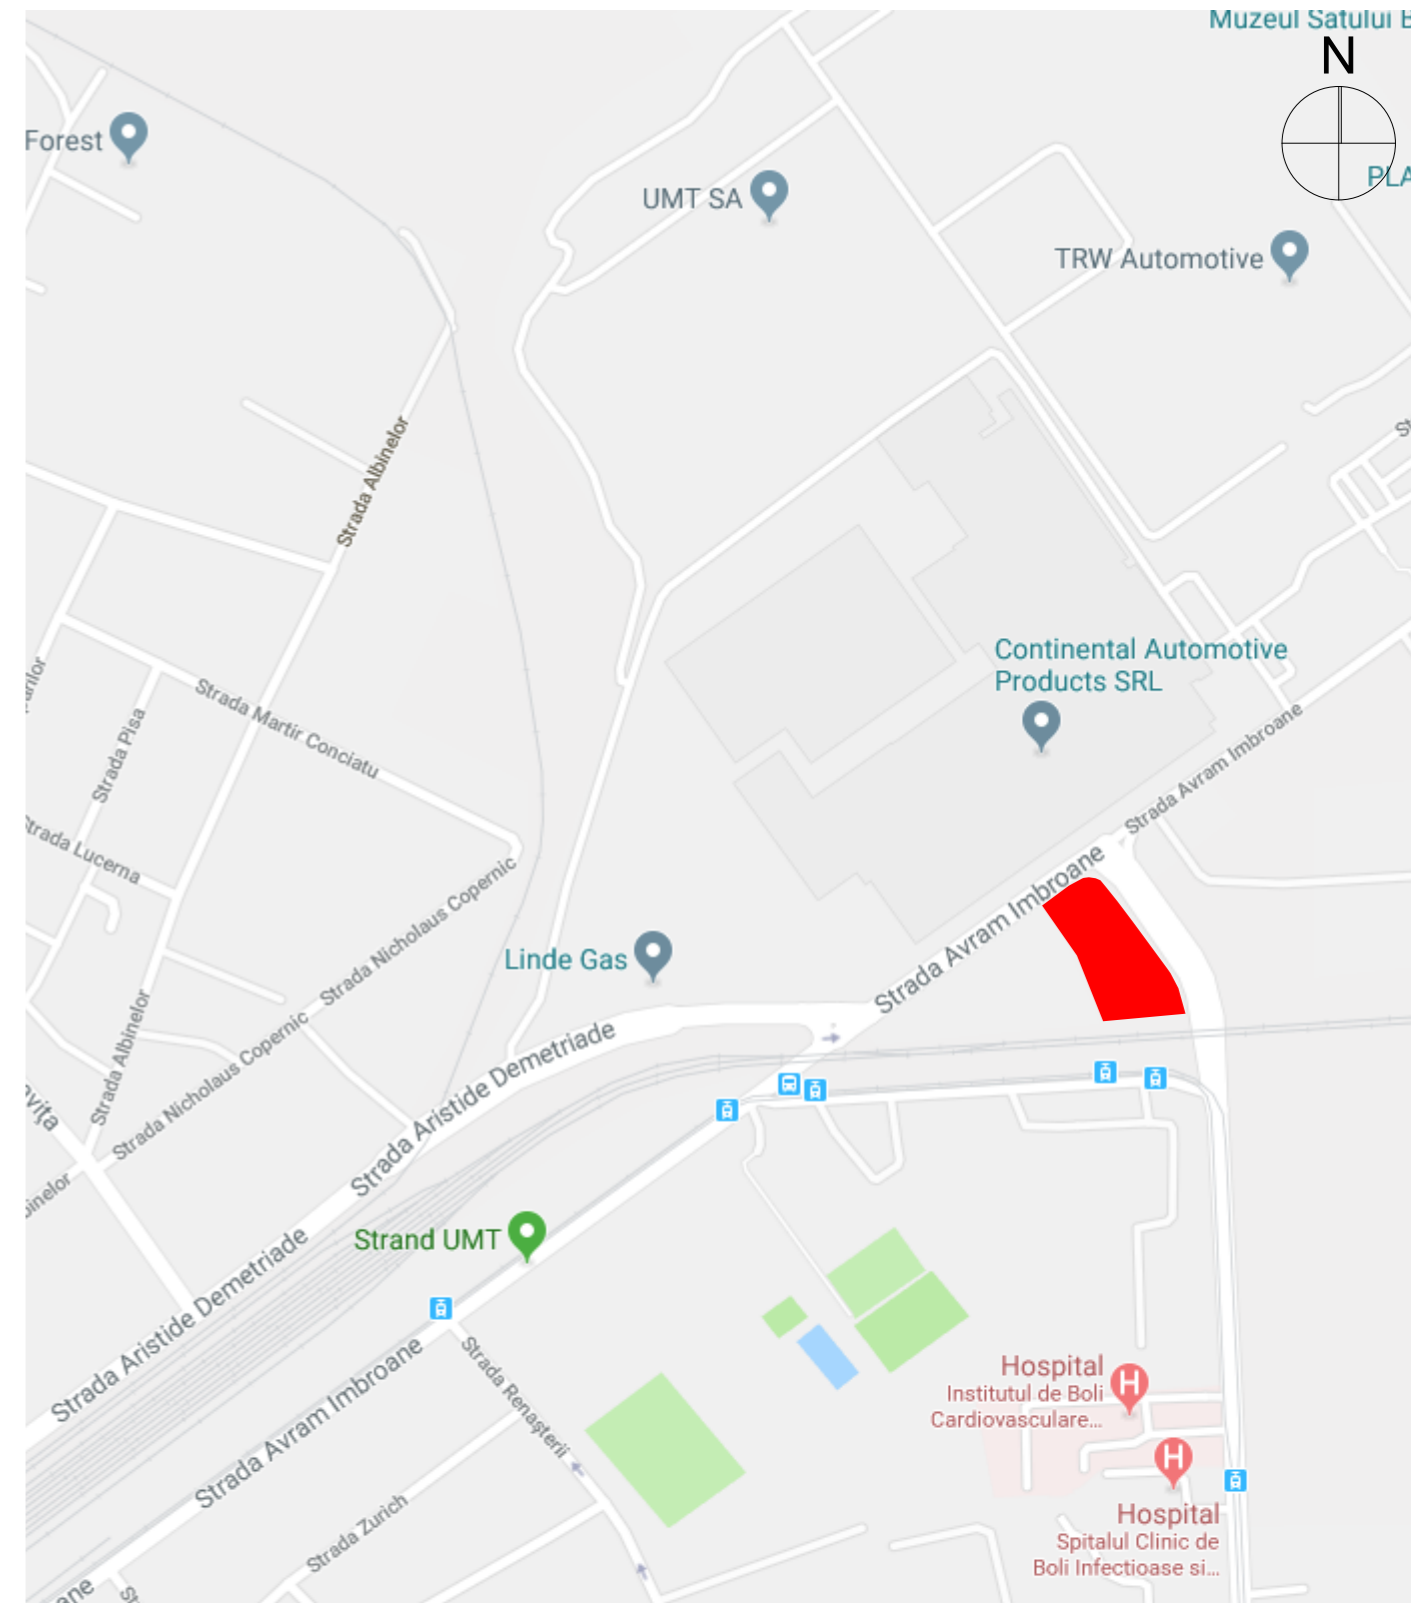 Muzeul Satului B
N
Forest
PLA
UMT SA
TRW Automotive
Strada Albinelor
Continental Automotive
Products SRL
Strada Martir Conciatu
Strada Pisa
Strada Avram Imbroane
Strada Lucerna
Strada Avram Imbroane
Strada Nicholaus Copernic
Linde Gas
Strada Albinelor
Strada Nicholaus Copernic
Strada Aristide Demetriade
Strand UMT
Strada Aristide Demetriade
Strada Avram Imbroane
Strada Renașterii
Hospital
Institutul de Boli
Cardiovasculare...
H
Strada Zurich
H
Hospital
Spitalul Clinic de
Boli Infectioase si...